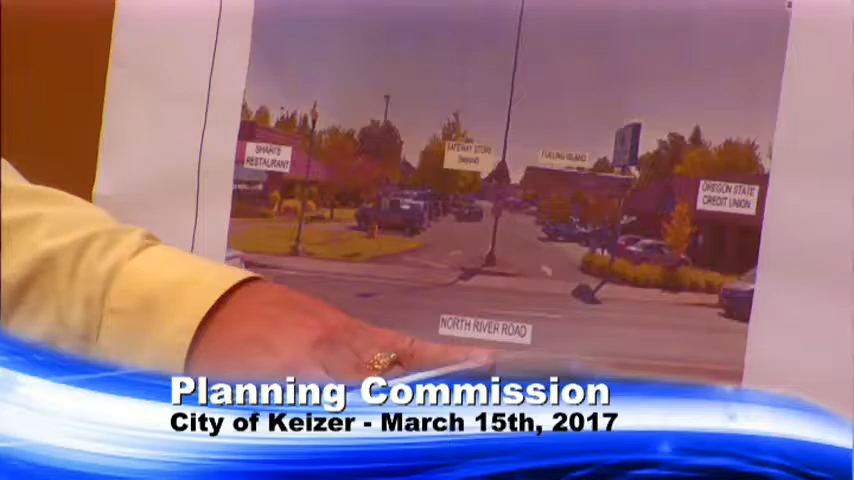 SHARI'S
RESTAURANT
SAFEWAY STORE
FUELING ISLAND
OREGON STATE
CREDIT UNION
NORTH RIVER ROAD
Planning Commission
City of Keizer - March 15th, 2017